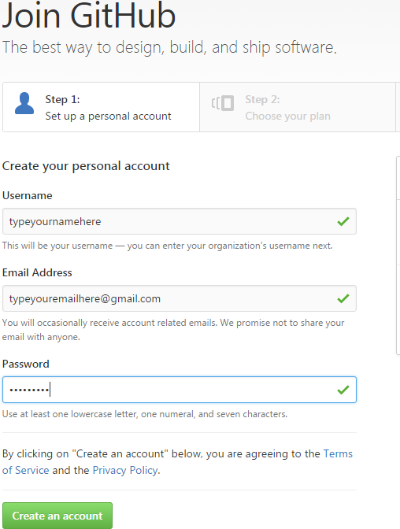 Join GitHub
The best way to design, build, and ship software.
Step 1:
Set up a personal account
Step 2:
Choose your plan
Create your personal account
Username
typeyournamehere
This will be your username — you can enter your organization's username next.
Email Address
typeyouremailhere@gmail.com
You will occasionally receive account related emails. We promise not to share your
email with anyone.
Password
•••••••••
Use at least one lowercase letter, one numeral, and seven characters.
By clicking on "Create an account" below, you are agreeing to the Terms
of Service and the Privacy Policy.
Create an account